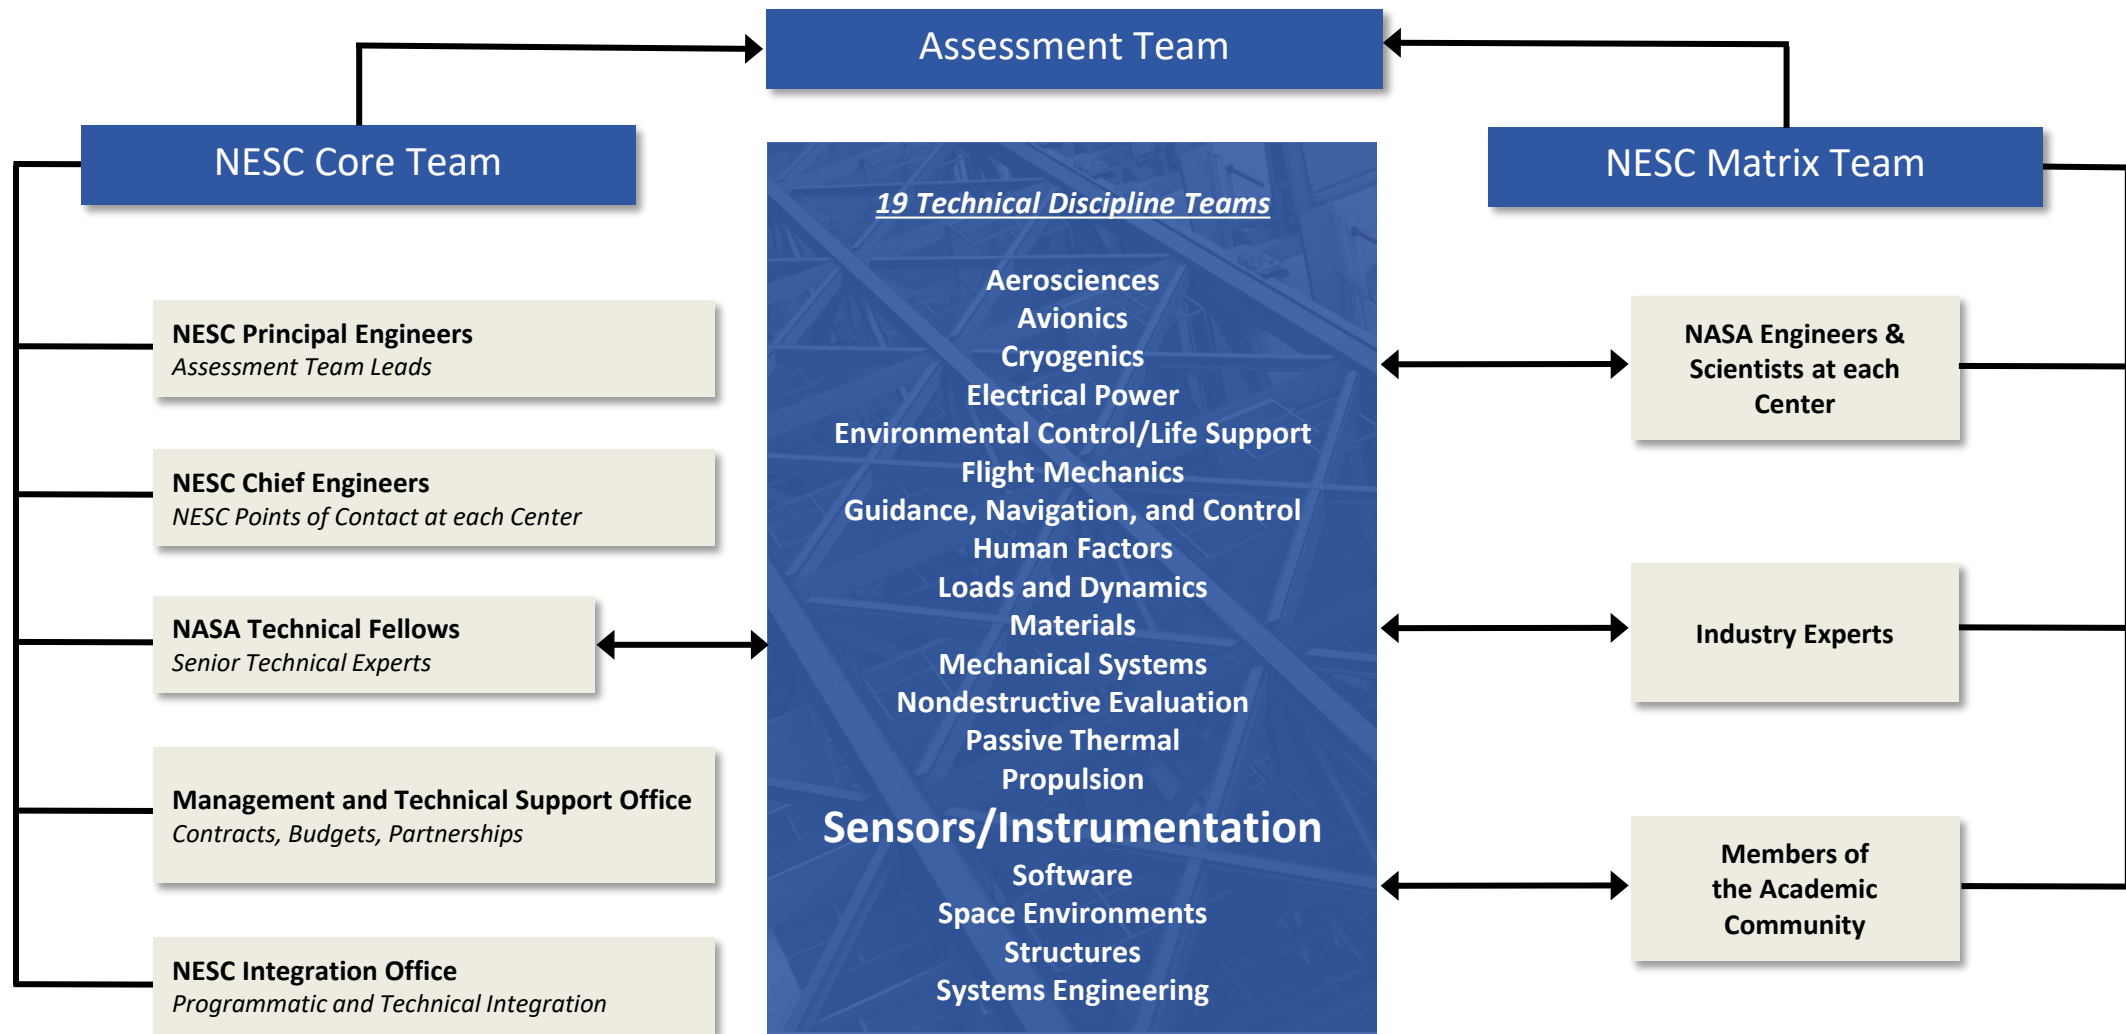 Assessment Team
NESC Core Team
NESC Matrix Team
NESC Principal Engineers
Assessment Team Leads
NESC Chief Engineers
NESC Points of Contact at each Center
NASA Technical Fellows
Senior Technical Experts
Management and Technical Support Office
Contracts, Budgets, Partnerships
NESC Integration Office
Programmatic and Technical Integration
19 Technical Discipline Teams
Aerosciences
Avionics
Cryogenics
Electrical Power
Environmental Control/Life Support
Flight Mechanics
Guidance, Navigation, and Control
Human Factors
Loads and Dynamics
Materials
Mechanical Systems
Nondestructive Evaluation
Passive Thermal
Propulsion
Sensors/Instrumentation
Software
Space Environments
Structures
Systems Engineering
NASA Engineers &
Scientists at each
Center
Industry Experts
Members of
the Academic
Community